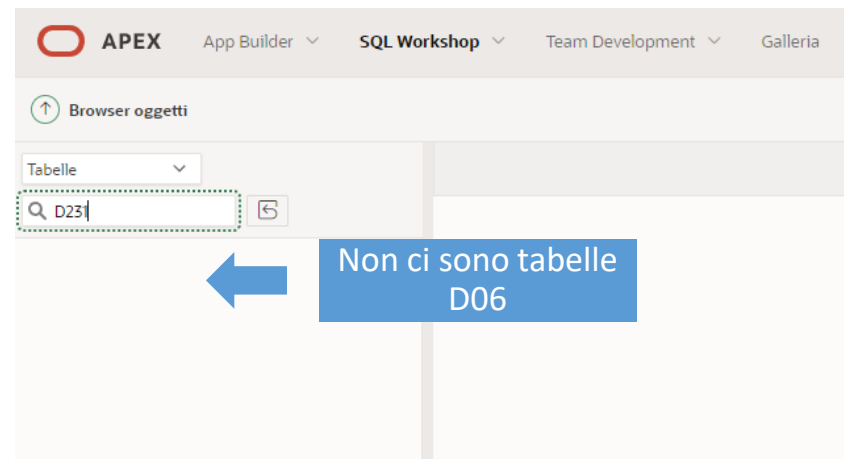 APEX App Builder SQL Workshop Team Development Galleria
Browser oggetti
Tabelle
D231
Non ci sono tabelle
D06